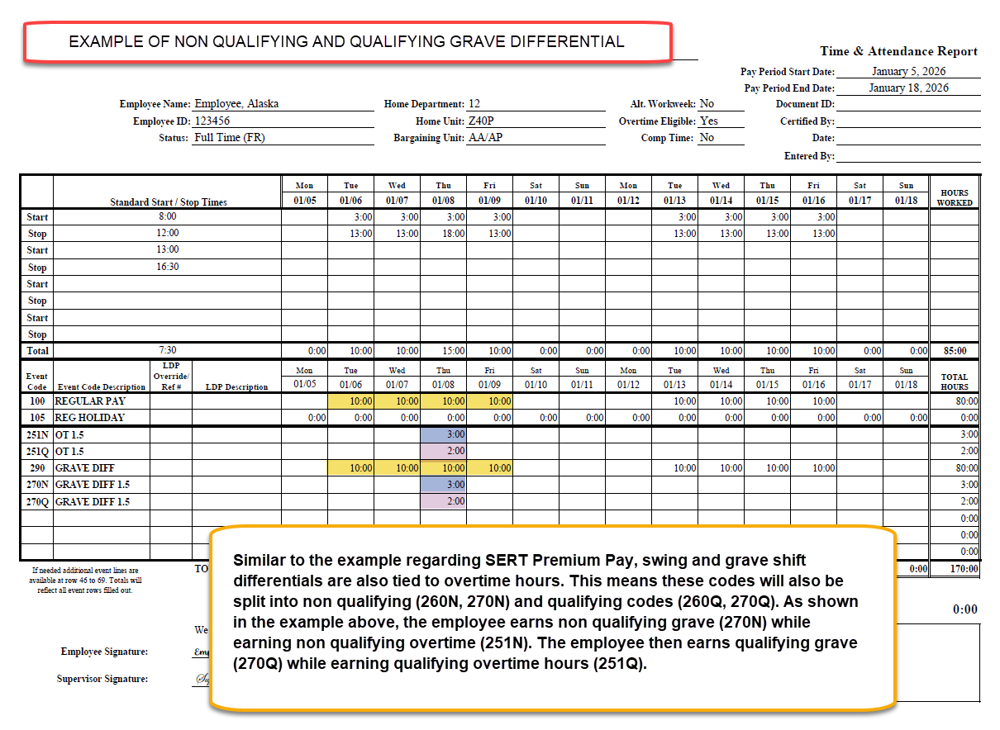 EXAMPLE OF NON QUALIFYING AND QUALIFYING GRAVE DIFFERENTIAL
Time & Attendance Report
Pay Period Start Date: January 5, 2026
Pay Period End Date: January 18, 2026
Employee Name: Employee, Alaska Home Department: 12 Alt. Workweek: No Document ID:
Employee ID: 123456 Home Unit: Z40P Overtime Eligible: Yes Certified By:
Status: Full Time (FR) Bargaining Unit: AA/AP Comp Time: No Date:
Entered By:
Mon Tue Wed Thu Fri Sat Sun Mon Tue Wed Thu Fri Sat Sun
Standard Start / Stop Times 01/05 01/06 01/07 01/08 01/09 01/10 01/11 01/12 01/13 01/14 01/15 01/16 01/17 01/18 HOURS WORKED
Start 8:00 3:00 3:00 3:00 3:00 3:00 3:00 3:00 3:00
Stop 12:00 13:00 13:00 18:00 13:00 13:00 13:00 13:00 13:00
Start 13:00
Stop 16:30
Start
Stop
Start
Stop
Total 7:30 0:00 10:00 10:00 15:00 10:00 0:00 0:00 0:00 10:00 10:00 10:00 10:00 0:00 0:00 85:00
Event Code Event Code Description LDP Override/ Ref # LDP Description Mon Tue Wed Thu Fri Sat Sun Mon Tue Wed Thu Fri Sat Sun
01/05 01/06 01/07 01/08 01/09 01/10 01/11 01/12 01/13 01/14 01/15 01/16 01/17 01/18 TOTAL HOURS
100 REGULAR PAY 10:00 10:00 10:00 10:00 10:00 10:00 10:00 10:00 80:00
105 REG HOLIDAY 0:00 0:00 0:00 0:00 0:00 0:00 0:00 0:00 0:00 0:00 0:00 0:00 0:00 0:00 0:00
251N OT 1.5 3:00 3:00
251Q OT 1.5 2:00 2:00
290 GRAVE DIFF 10:00 10:00 10:00 10:00 10:00 10:00 10:00 10:00 80:00
270N GRAVE DIFF 1.5 3:00 3:00
270Q GRAVE DIFF 1.5 2:00 2:00
0:00
0:00
0:00
If needed additional event lines are
available at row 46 to 69. Totals will
reflect all event rows filled out.
TO 0:00 170:00
0:00
Similar to the example regarding SERT Premium Pay, swing and grave shift
differentials are also tied to overtime hours. This means these codes will also be
split into non qualifying (260N, 270N) and qualifying codes (260Q, 270Q). As shown
in the example above, the employee earns non qualifying grave (270N) while
earning non qualifying overtime (251N). The employee then earns qualifying grave
(270Q) while earning qualifying overtime hours (251Q).
We
Employee Signature: Emp
Supervisor Signature: Sup